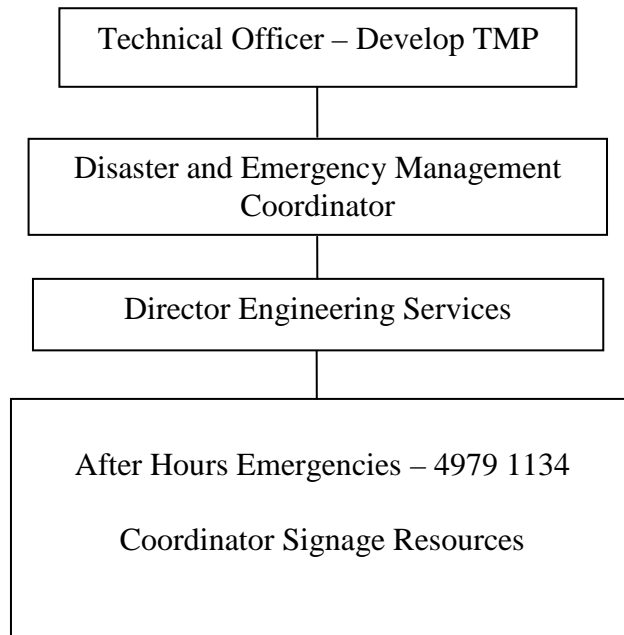 Technical Officer – Develop TMP
Disaster and Emergency Management
Coordinator
Director Engineering Services
After Hours Emergencies – 4979 1134
Coordinator Signage Resources